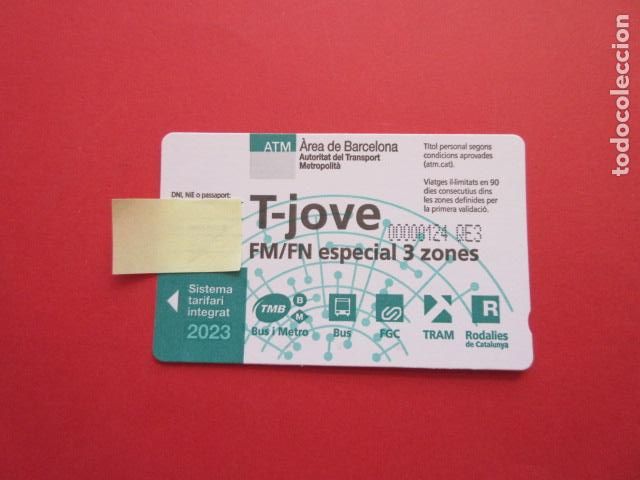 ATM
Àrea de Barcelona
Autoritat del Transport
Metropolità
Títol personal segons
condicions aprovades
(atm.cat).
Viatges il·limitats en 90
dies consecutius dins
les zones definides per
la primera validació.
DNI, NIE o passaport:
T-jove
00000124 QE3
FM/FN especial 3 zones
Sistema
tarifari
integrat
2023
TMB
B
M
Bus i Metro
Bus
FGC
TRAM
R
Rodalies
de Catalunya
todocoleccion